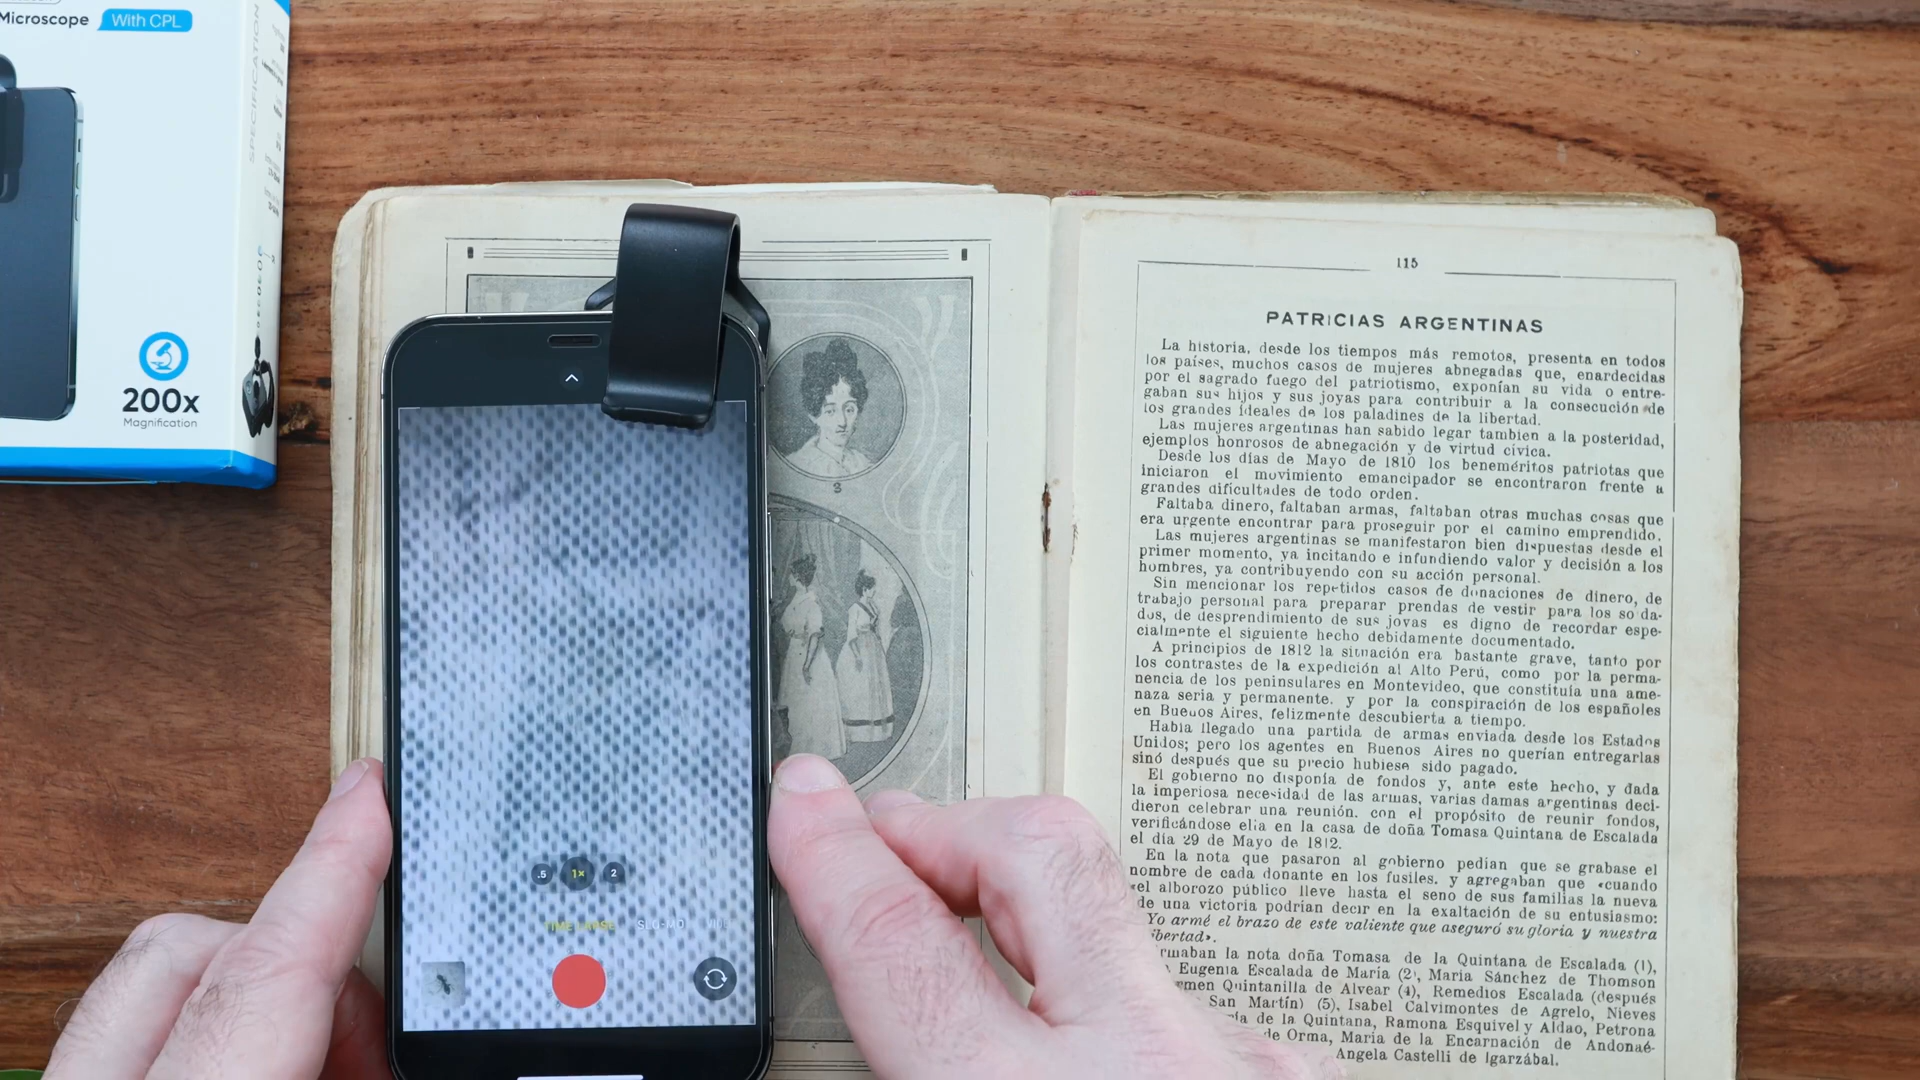 Microscope With CPL
SPECIFICATION
200x
Magnification
3
.5 1× 2
TIME-LAPSE SLO-MO
115
PATRICIAS ARGENTINAS
La historia, desde los tiempos más remotos, presenta en todos
los países, muchos casos de mujeres abnegadas que, enardecidas
por el sagrado fuego del patriotismo, exponían su vida o entre-
gaban sus hijos y sus joyas para contribuir a la consecución de
los grandes ideales de los paladines de la libertad.
Las mujeres argentinas han sabido legar tambien a la posteridad,
ejemplos honrosos de abnegación y de virtud cívica.
Desde los días de Mayo de 1810 los beneméritos patriotas que
iniciaron el movimiento emancipador se encontraron frente a
grandes dificultades de todo orden.
Faltaba dinero, faltaban armas, faltaban otras muchas cosas que
era urgente encontrar para proseguir por el camino emprendido.
Las mujeres argentinas se manifestaron bien dispuestas desde el
primer momento, ya incitando e infundiendo valor y decisión a los
hombres, ya contribuyendo con su acción personal.
Sin mencionar los repetidos casos de donaciones de dinero, de
trabajo personal para preparar prendas de vestir para los solda-
dos, de desprendimiento de sus joyas es digno de recordar espe-
cialmente el siguiente hecho debidamente documentado.
A principios de 1812 la situación era bastante grave, tanto por
los contrastes de la expedición al Alto Perú, como por la perma-
nencia de los peninsulares en Montevideo, que constituía una ame-
naza seria y permanente. y por la conspiración de los españoles
en Buenos Aires, felizmente descubierta a tiempo.
Había llegado una partida de armas enviada desde los Estados
Unidos; pero los agentes en Buenos Aires no querían entregarlas
sinó después que su precio hubiese sido pagado.
El gobierno no disponía de fondos y, ante este hecho, y dada
la imperiosa necesidad de las armas, varias damas argentinas deci-
dieron celebrar una reunión. con el propósito de reunir fondos,
verificándose ella en la casa de doña Tomasa Quintana de Escalada
el día 29 de Mayo de 1812.
En la nota que pasaron al gobierno pedían que se grabase el
nombre de cada donante en los fusiles. y agregaban que «cuando
«el alborozo público lleve hasta el seno de sus familias la nueva
«de una victoria podrían decir en la exaltación de su entusiasmo:
Yo armé el brazo de este valiente que aseguró su gloria y nuestra
libertad».
rmaban la nota doña Tomasa de la Quintana de Escalada (1),
Eugenia Escalada de María (2), María Sánchez de Thomson
rmen Quintanilla de Alvear (4), Remedios Escalada (después
San Martín) (5), Isabel Calvimontes de Agrelo, Nieves
ía de la Quintana, Ramona Esquivel y Aldao, Petrona
de Orma, María de la Encarnación de Andonaé-
Angela Castelli de Igarzábal.